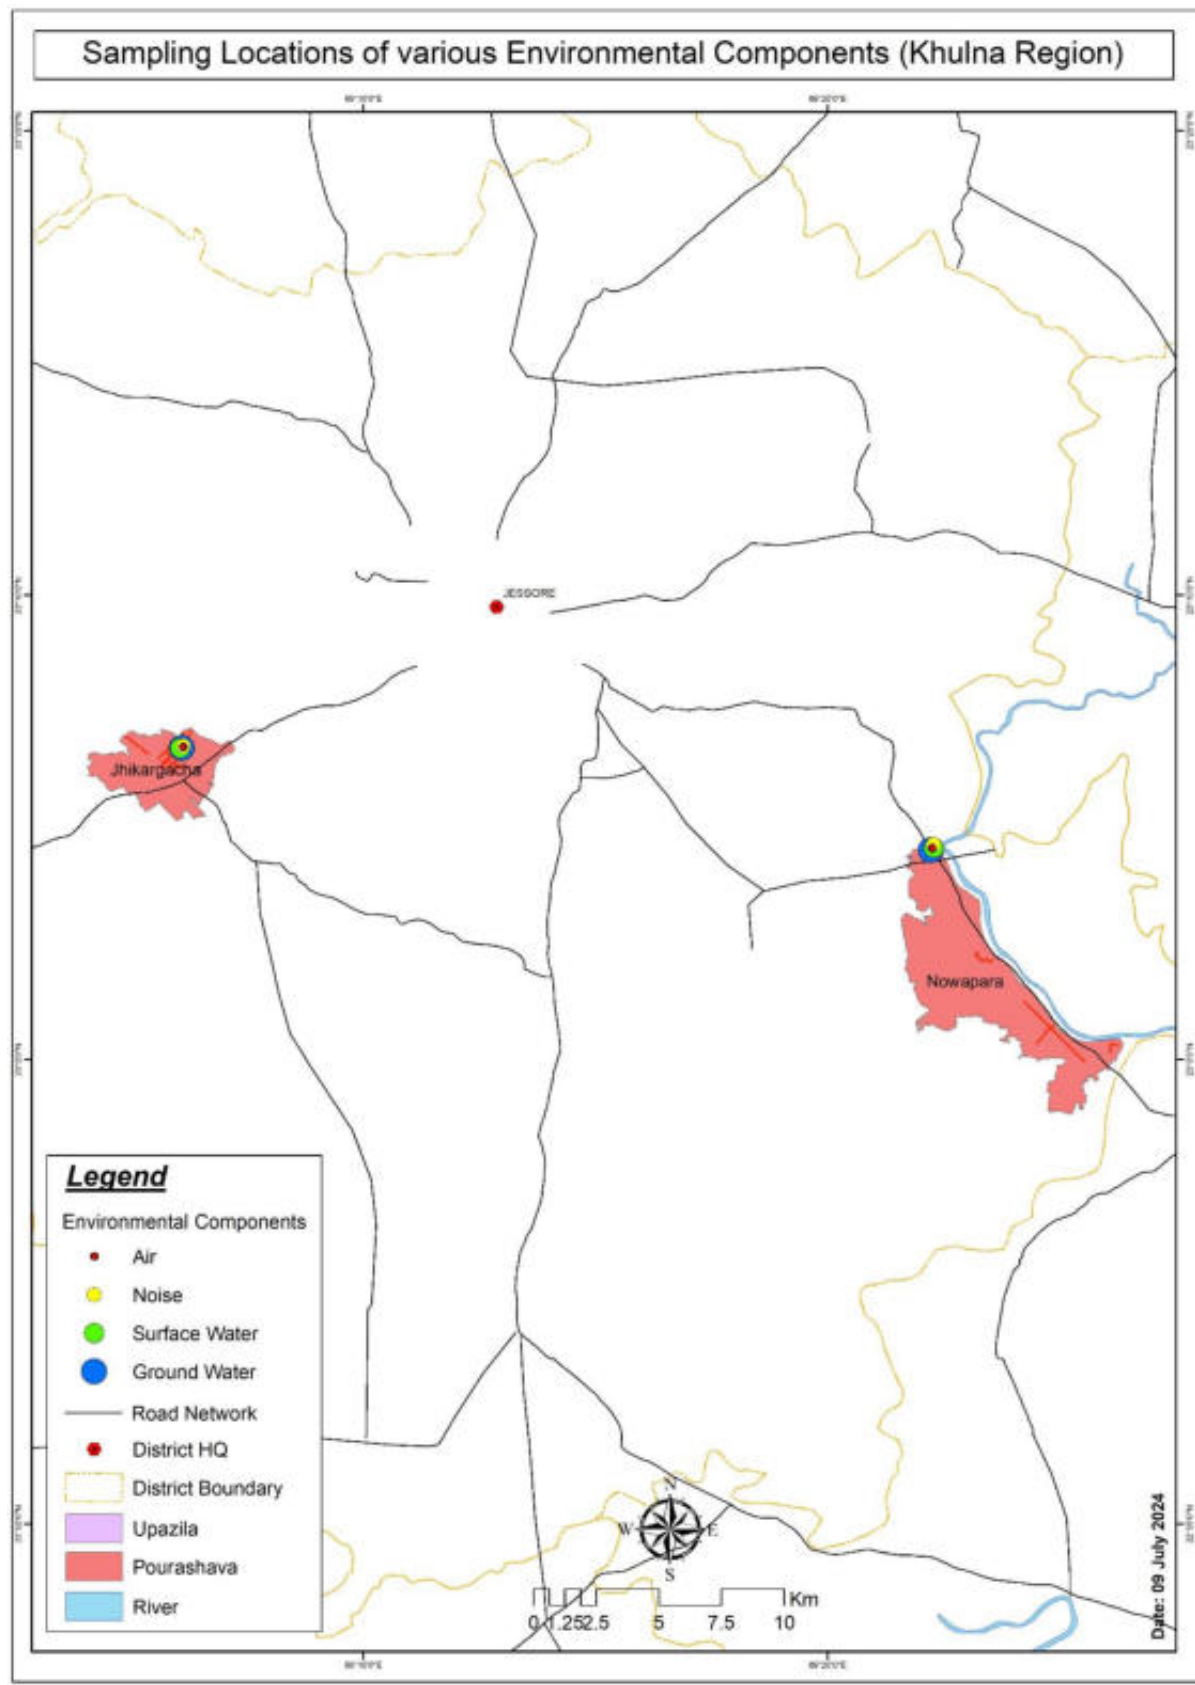 Sampling Locations of various Environmental Components (Khulna Region)
JESSORE
Jhikargacha
Nowapara
Legend
Environmental Components
Air
Noise
Surface Water
Ground Water
Road Network
District HQ
District Boundary
Upazila
Pourashava
River
N
W E
S
Km
0 1.25 2.5 5 7.5 10
Date: 09 July 2024